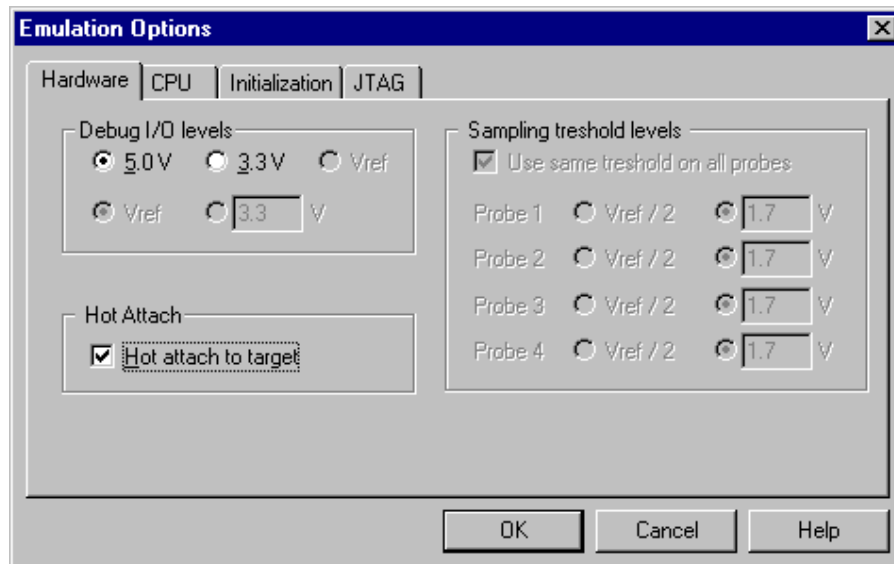 Emulation Options
Hardware CPU Initialization JTAG
Debug I/O levels
5.0 V 3.3 V Vref
Vref 3.3 V
Hot Attach
Hot attach to target
Sampling treshold levels
Use same treshold on all probes
Probe 1 Vref / 2 1.7 V
Probe 2 Vref / 2 1.7 V
Probe 3 Vref / 2 1.7 V
Probe 4 Vref / 2 1.7 V
OK Cancel Help